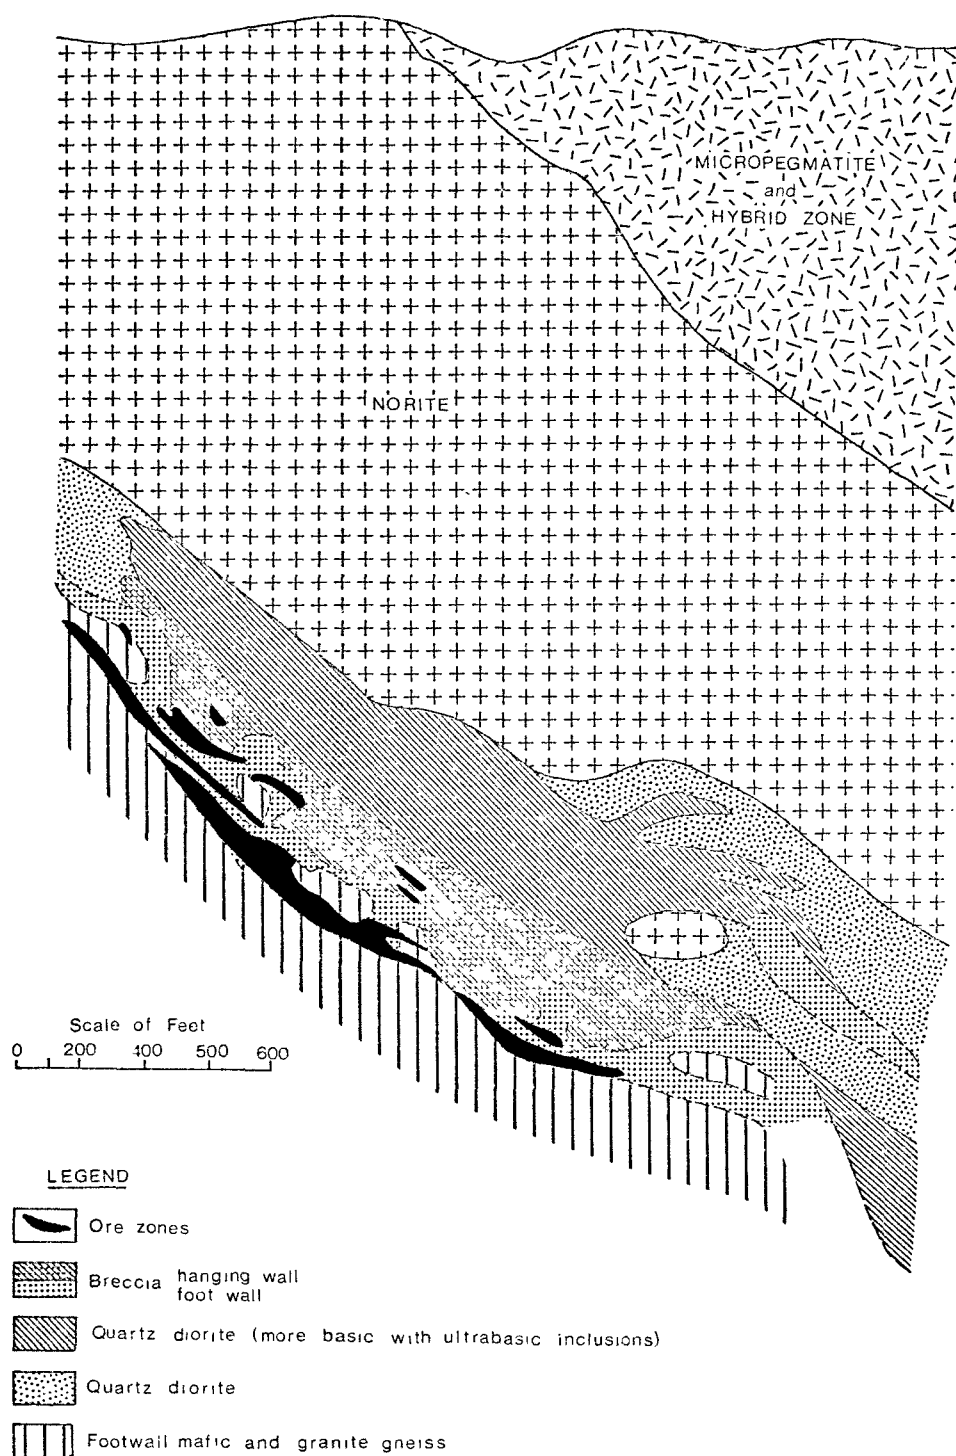 MICROPEGMATITE
and
HYBRID ZONE
NORITE
Scale of Feet
0 200 400 500 600
LEGEND
Ore zones
Breccia hanging wall
foot wall
Quartz diorite (more basic with ultrabasic inclusions)
Quartz diorite
Footwall mafic and granite gneiss